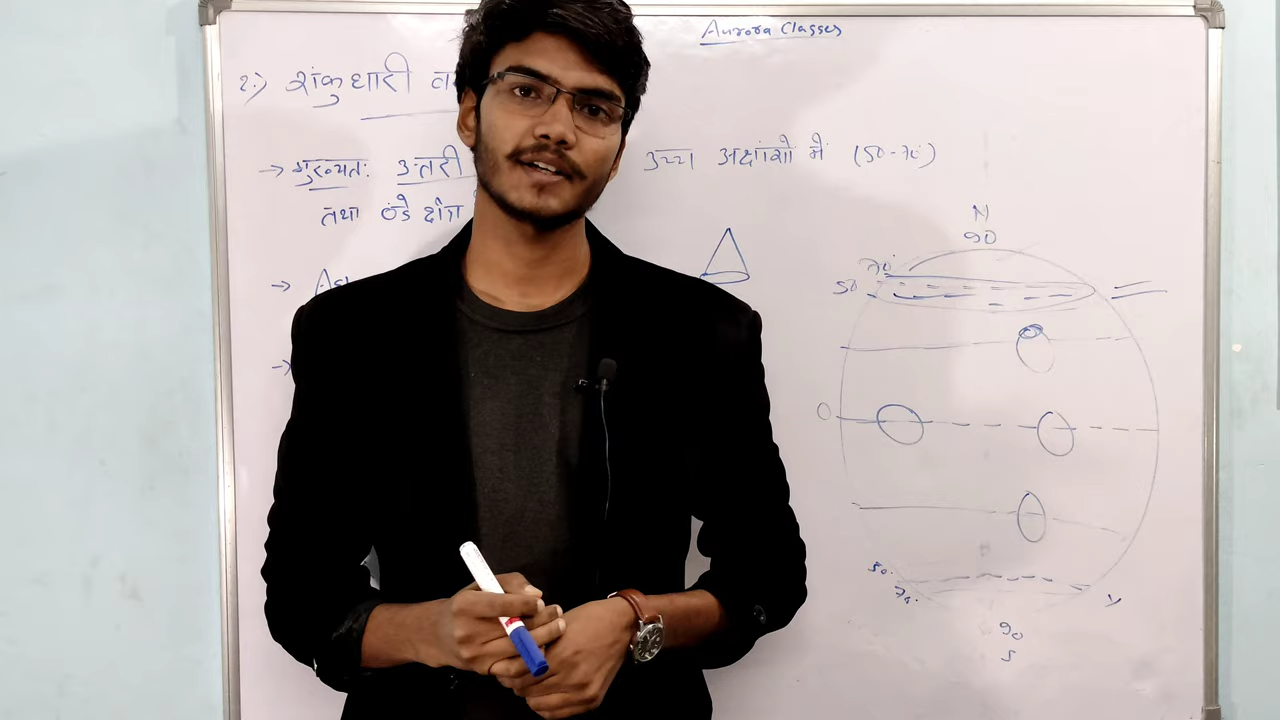 Aurora Classes
2.) शंकुधारी
→ मुख्यतः उत्तरी उच्च अक्षांशो में (50-70°)
तथा ठंडे क्षेत्र
→
→
N
90
70°
50
0
50.
70.
90
S